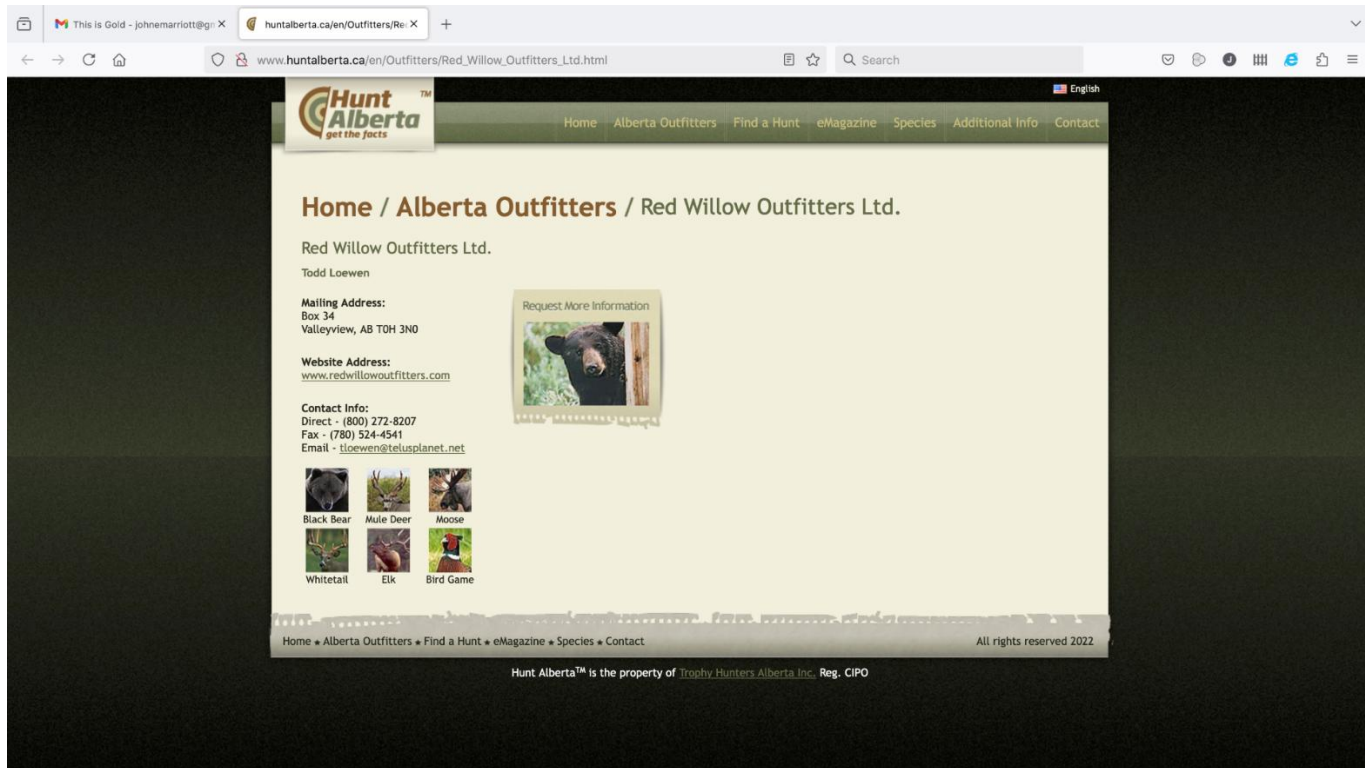 This is Gold - johnemarriott@gn
huntalberta.ca/en/Outfitters/Re
www.huntalberta.ca/en/Outfitters/Red_Willow_Outfitters_Ltd.html
Search
English
Hunt Alberta TM
get the facts
Home Alberta Outfitters Find a Hunt eMagazine Species Additional Info Contact
Home / Alberta Outfitters / Red Willow Outfitters Ltd.
Red Willow Outfitters Ltd.
Todd Loewen
Mailing Address:
Box 34
Valleyview, AB T0H 3N0
Website Address:
www.redwillowoutfitters.com
Contact Info:
Direct - (800) 272-8207
Fax - (780) 524-4541
Email - tloewen@telusplanet.net
Request More Information
Black Bear Mule Deer Moose
Whitetail Elk Bird Game
Home ★ Alberta Outfitters ★ Find a Hunt ★ eMagazine ★ Species ★ Contact
All rights reserved 2022
Hunt Alberta™ is the property of Trophy Hunters Alberta Inc. Reg. CIPO